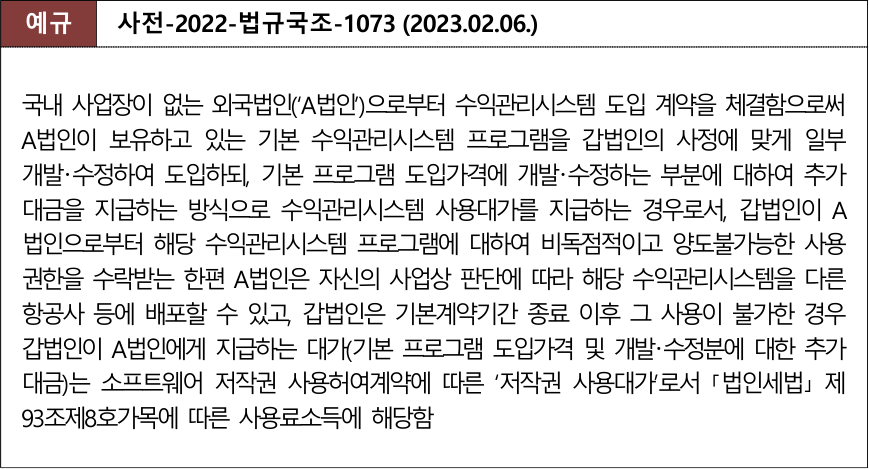 예규 사전-2022-법규국조-1073 (2023.02.06.)
국내 사업장이 없는 외국법인('A법인')으로부터 수익관리시스템 도입 계약을 체결함으로써
A법인이 보유하고 있는 기본 수익관리시스템 프로그램을 갑법인의 사정에 맞게 일부
개발·수정하여 도입하되, 기본 프로그램 도입가격에 개발·수정하는 부분에 대하여 추가
대금을 지급하는 방식으로 수익관리시스템 사용대가를 지급하는 경우로서, 갑법인이 A
법인으로부터 해당 수익관리시스템 프로그램에 대하여 비독점적이고 양도불가능한 사용
권한을 수락받는 한편 A법인은 자신의 사업상 판단에 따라 해당 수익관리시스템을 다른
항공사 등에 배포할 수 있고, 갑법인은 기본계약기간 종료 이후 그 사용이 불가한 경우
갑법인이 A법인에게 지급하는 대가(기본 프로그램 도입가격 및 개발·수정분에 대한 추가
대금)는 소프트웨어 저작권 사용허여계약에 따른 '저작권 사용대가'로서 「법인세법」 제
93조제8호가목에 따른 사용료소득에 해당함